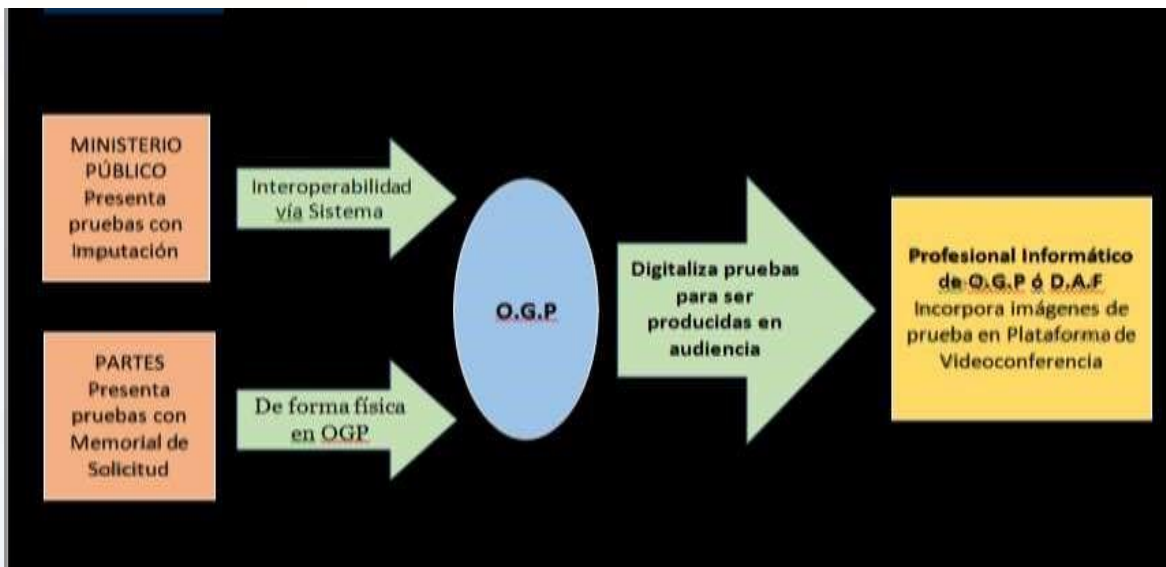 MINISTERIO
PÚBLICO
Presenta
pruebas con
Imputación
Interoperabilidad
vía Sistema
PARTES
Presenta
pruebas con
Memorial de
Solicitud
De forma física
en OGP
O.G.P
Digitaliza pruebas
para ser
producidas en
audiencia
Profesional Informático
de O.G.P ó D.A.F
Incorpora imágenes de
prueba en Plataforma de
Videoconferencia